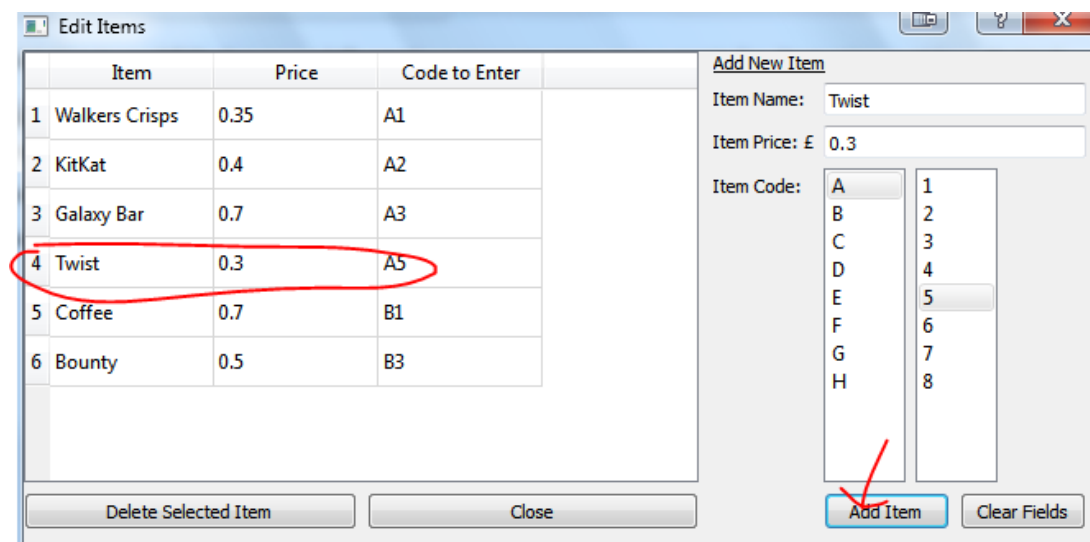 Edit Items
Item Price Code to Enter
1 Walkers Crisps 0.35 A1
2 KitKat 0.4 A2
3 Galaxy Bar 0.7 A3
4 Twist 0.3 A5
5 Coffee 0.7 B1
6 Bounty 0.5 B3
Delete Selected Item Close
Add New Item
Item Name: Twist
Item Price: £ 0.3
Item Code: A 1
B 2
C 3
D 4
E 5
F 6
G 7
H 8
Add Item Clear Fields